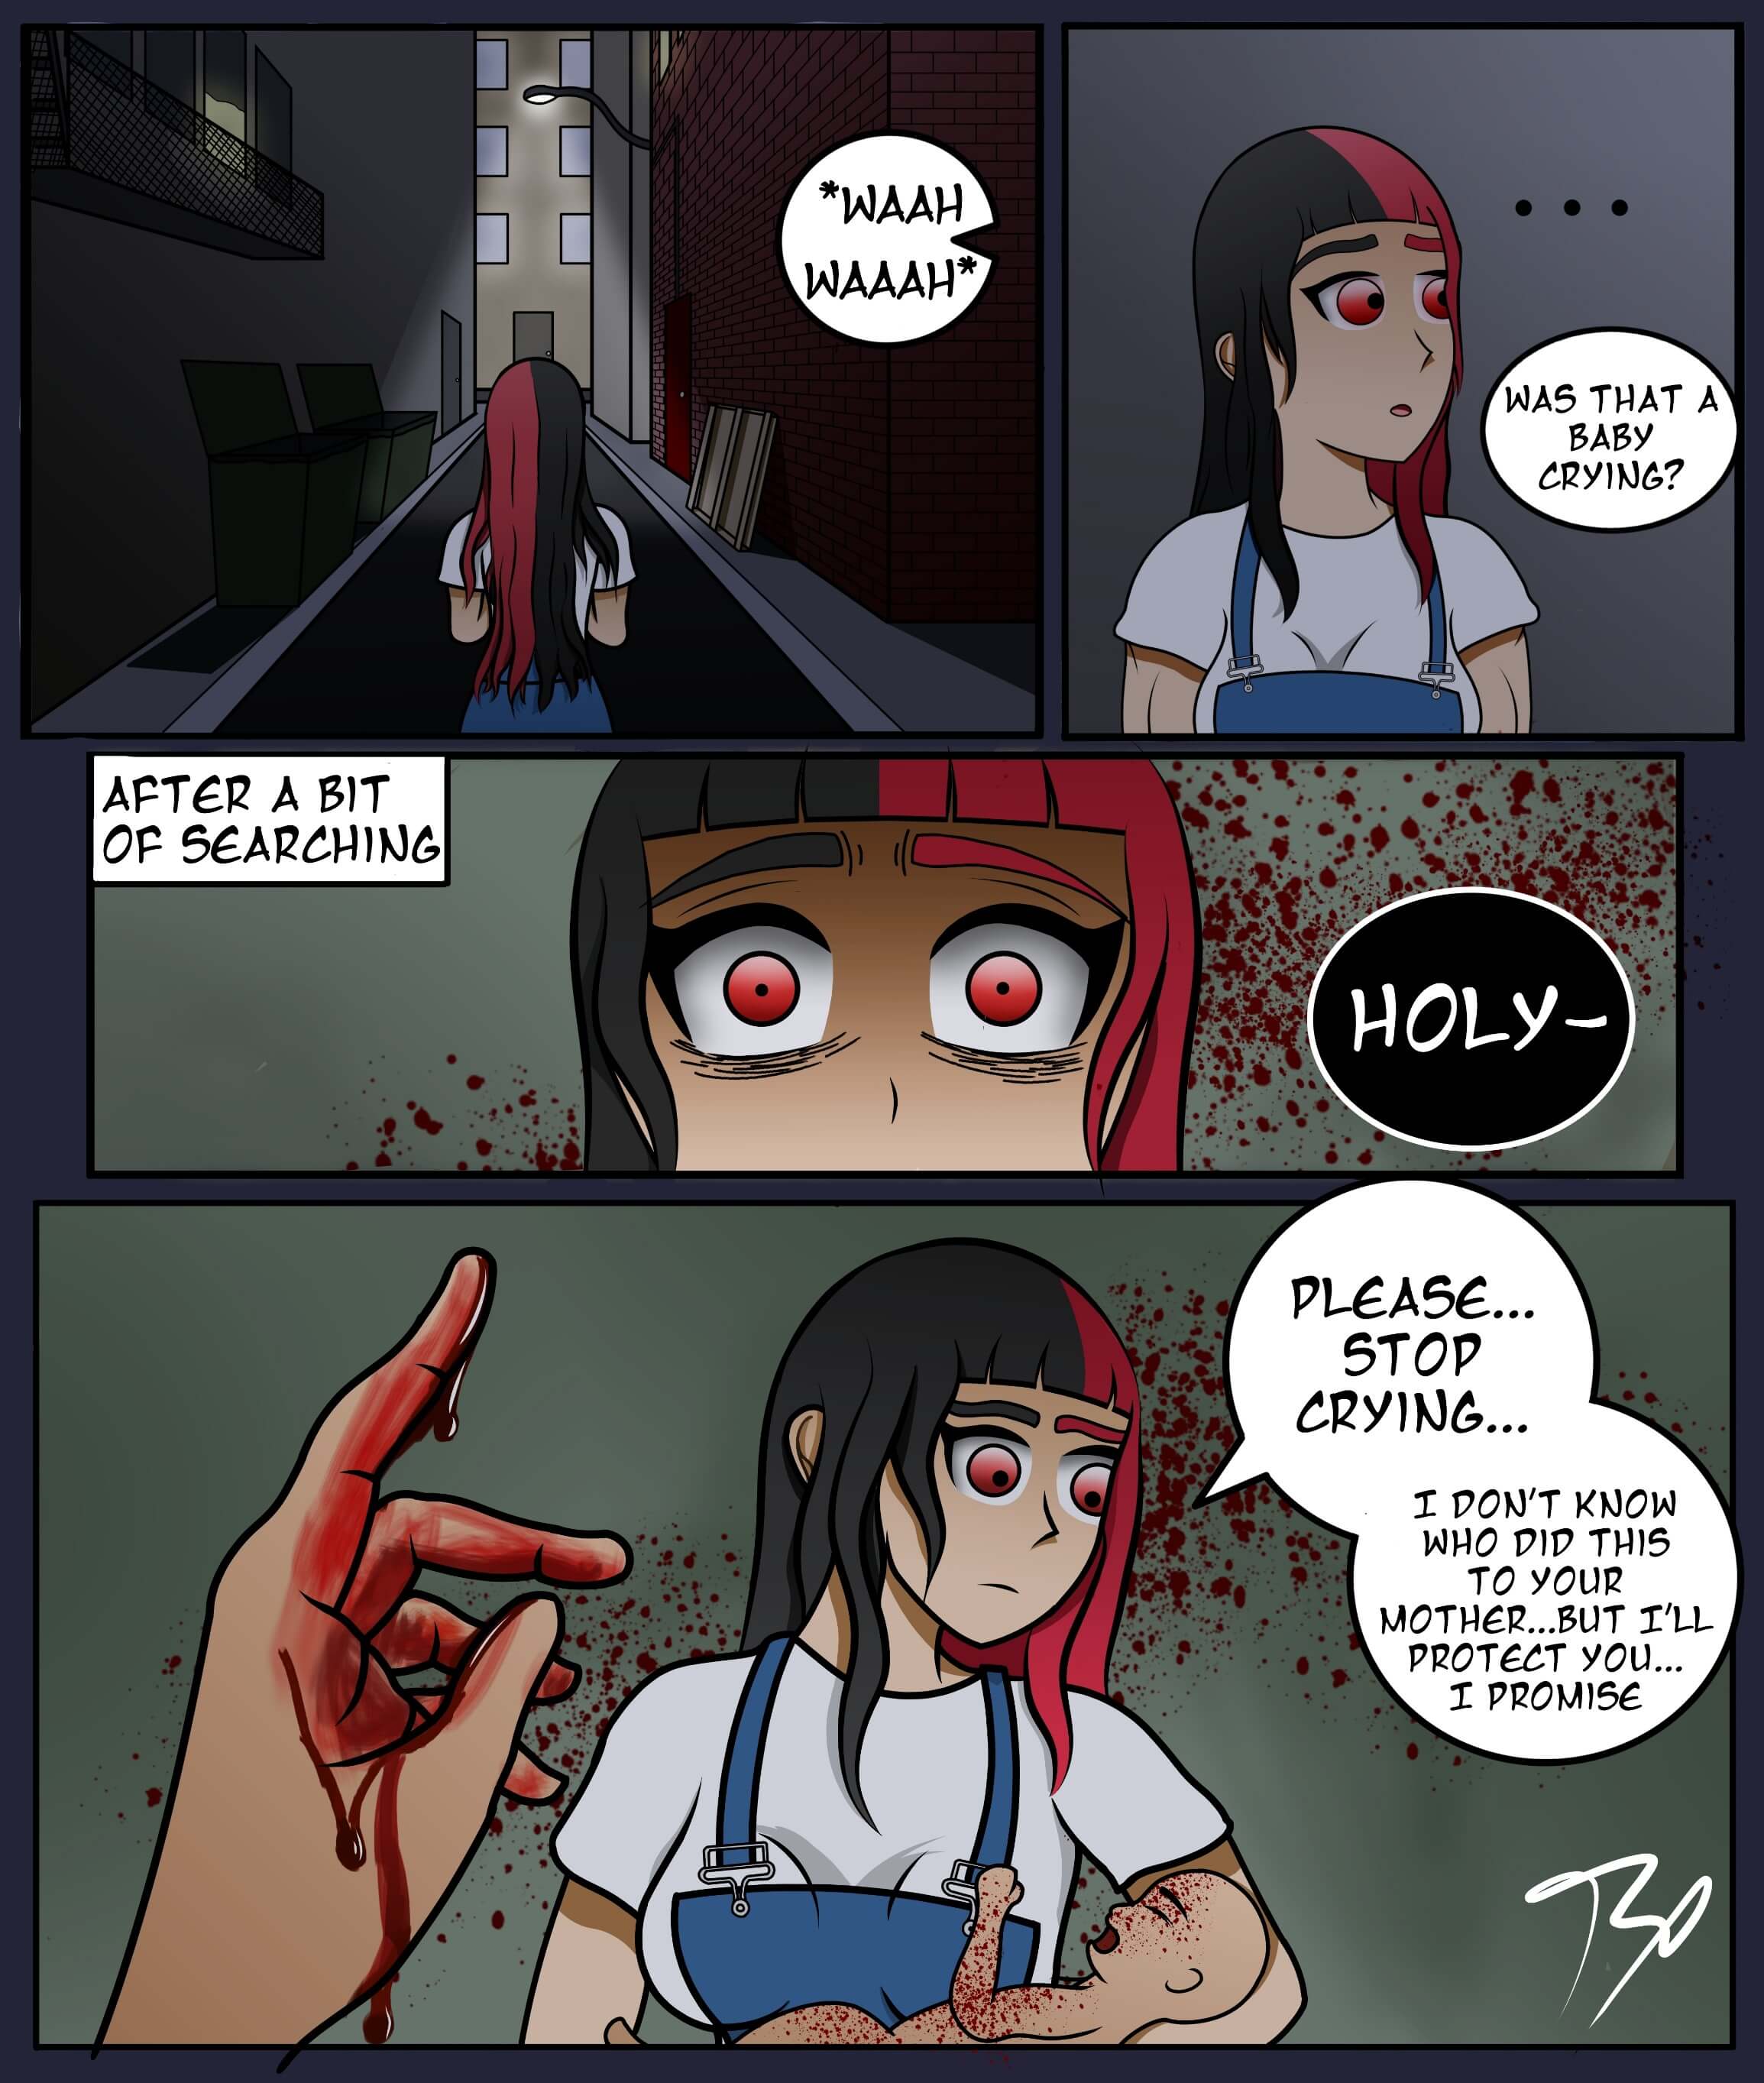 *WAAH
WAAAH*
...
WAS THAT A
BABY
CRYING?
AFTER A BIT
OF SEARCHING
HOLY-
PLEASE...
STOP
CRYING...
I DON'T KNOW
WHO DID THIS
TO YOUR
MOTHER...BUT I'LL
PROTECT YOU...
I PROMISE